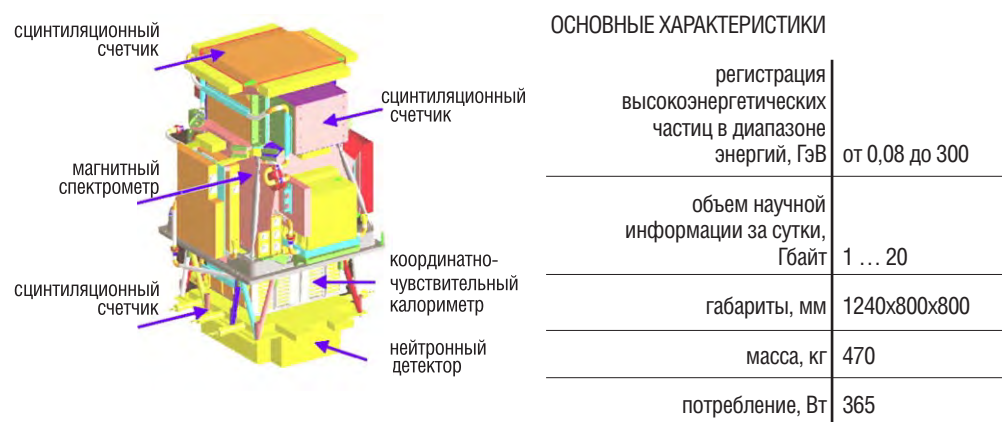 сцинтиляционный
счетчик
сцинтиляционный
счетчик
магнитный
спектрометр
координатно-
чувствительный
калориметр
сцинтиляционный
счетчик
нейтронный
детектор
ОСНОВНЫЕ ХАРАКТЕРИСТИКИ
регистрация
высокоэнергетических
частиц в диапазоне
энергий, ГэВ от 0,08 до 300
объем научной
информации за сутки,
Гбайт 1 … 20
габариты, мм 1240х800х800
масса, кг 470
потребление, Вт 365